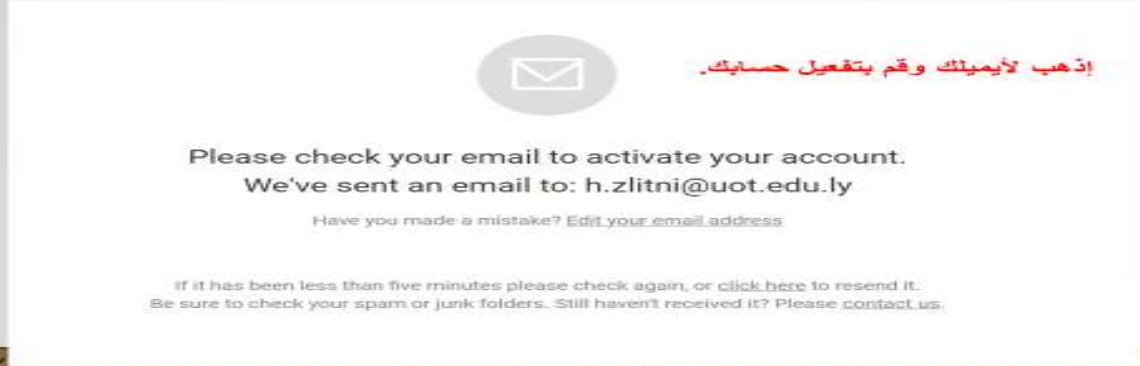 إذهب لأيميلك وقم بتفعيل حسابك.
Please check your email to activate your account.
We've sent an email to: h.zlitni@uot.edu.ly
Have you made a mistake? Edit your email address
If it has been less than five minutes please check again, or click here to resend it.
Be sure to check your spam or junk folders. Still haven't received it? Please contact us.